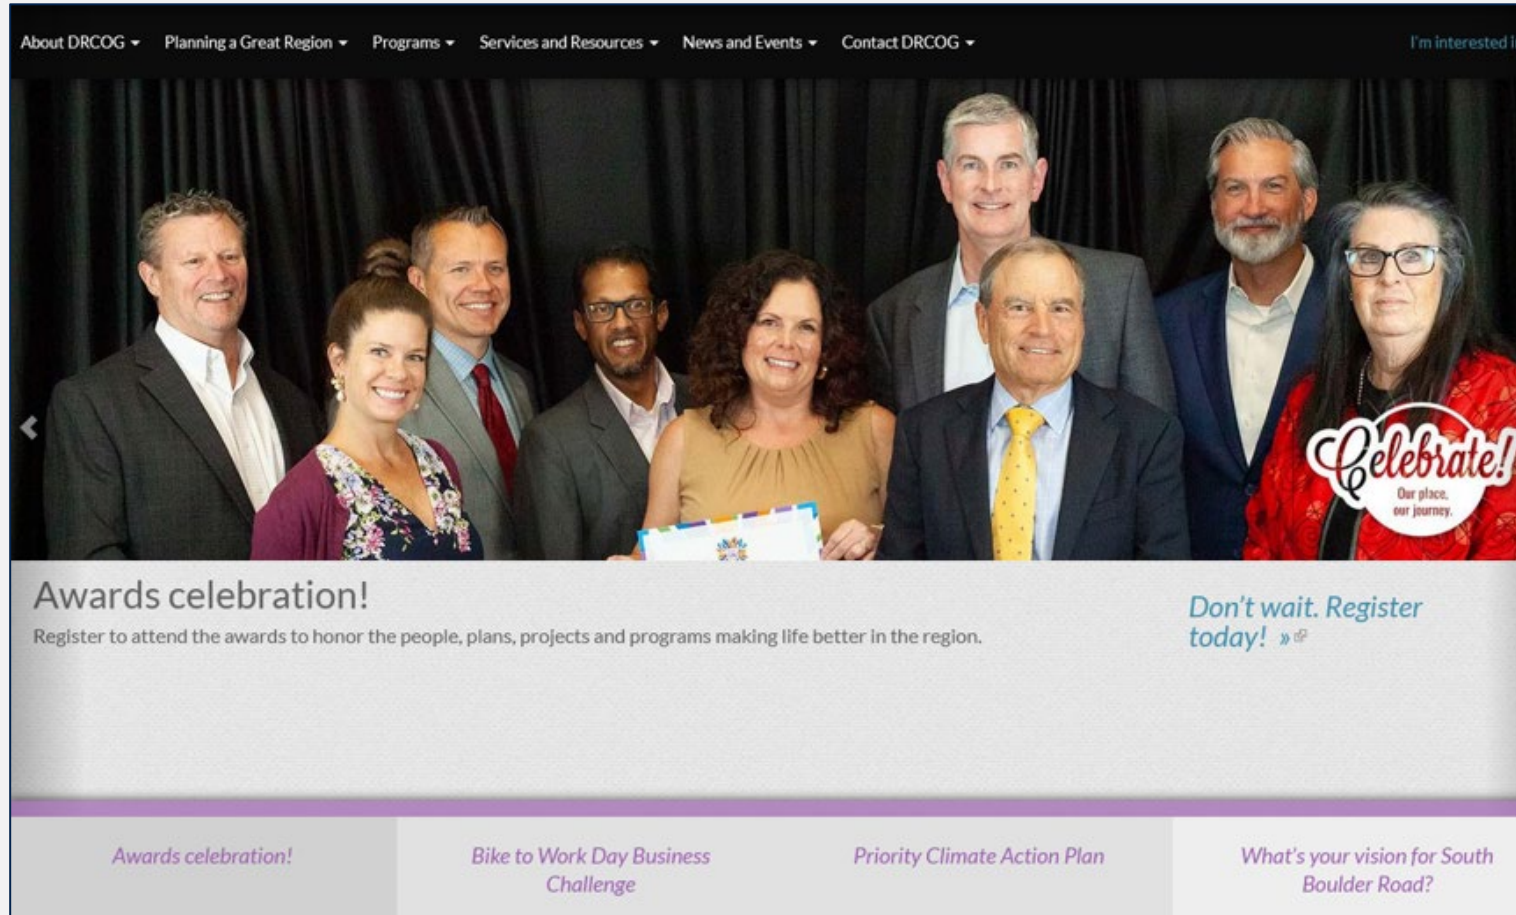 About DRCOG Planning a Great Region Programs Services and Resources News and Events Contact DRCOG I'm interested i
Celebrate!
Our place,
our journey.
Awards celebration!
Register to attend the awards to honor the people, plans, projects and programs making life better in the region.
Don't wait. Register
today! »
Awards celebration!
Bike to Work Day Business
Challenge
Priority Climate Action Plan
What's your vision for South
Boulder Road?